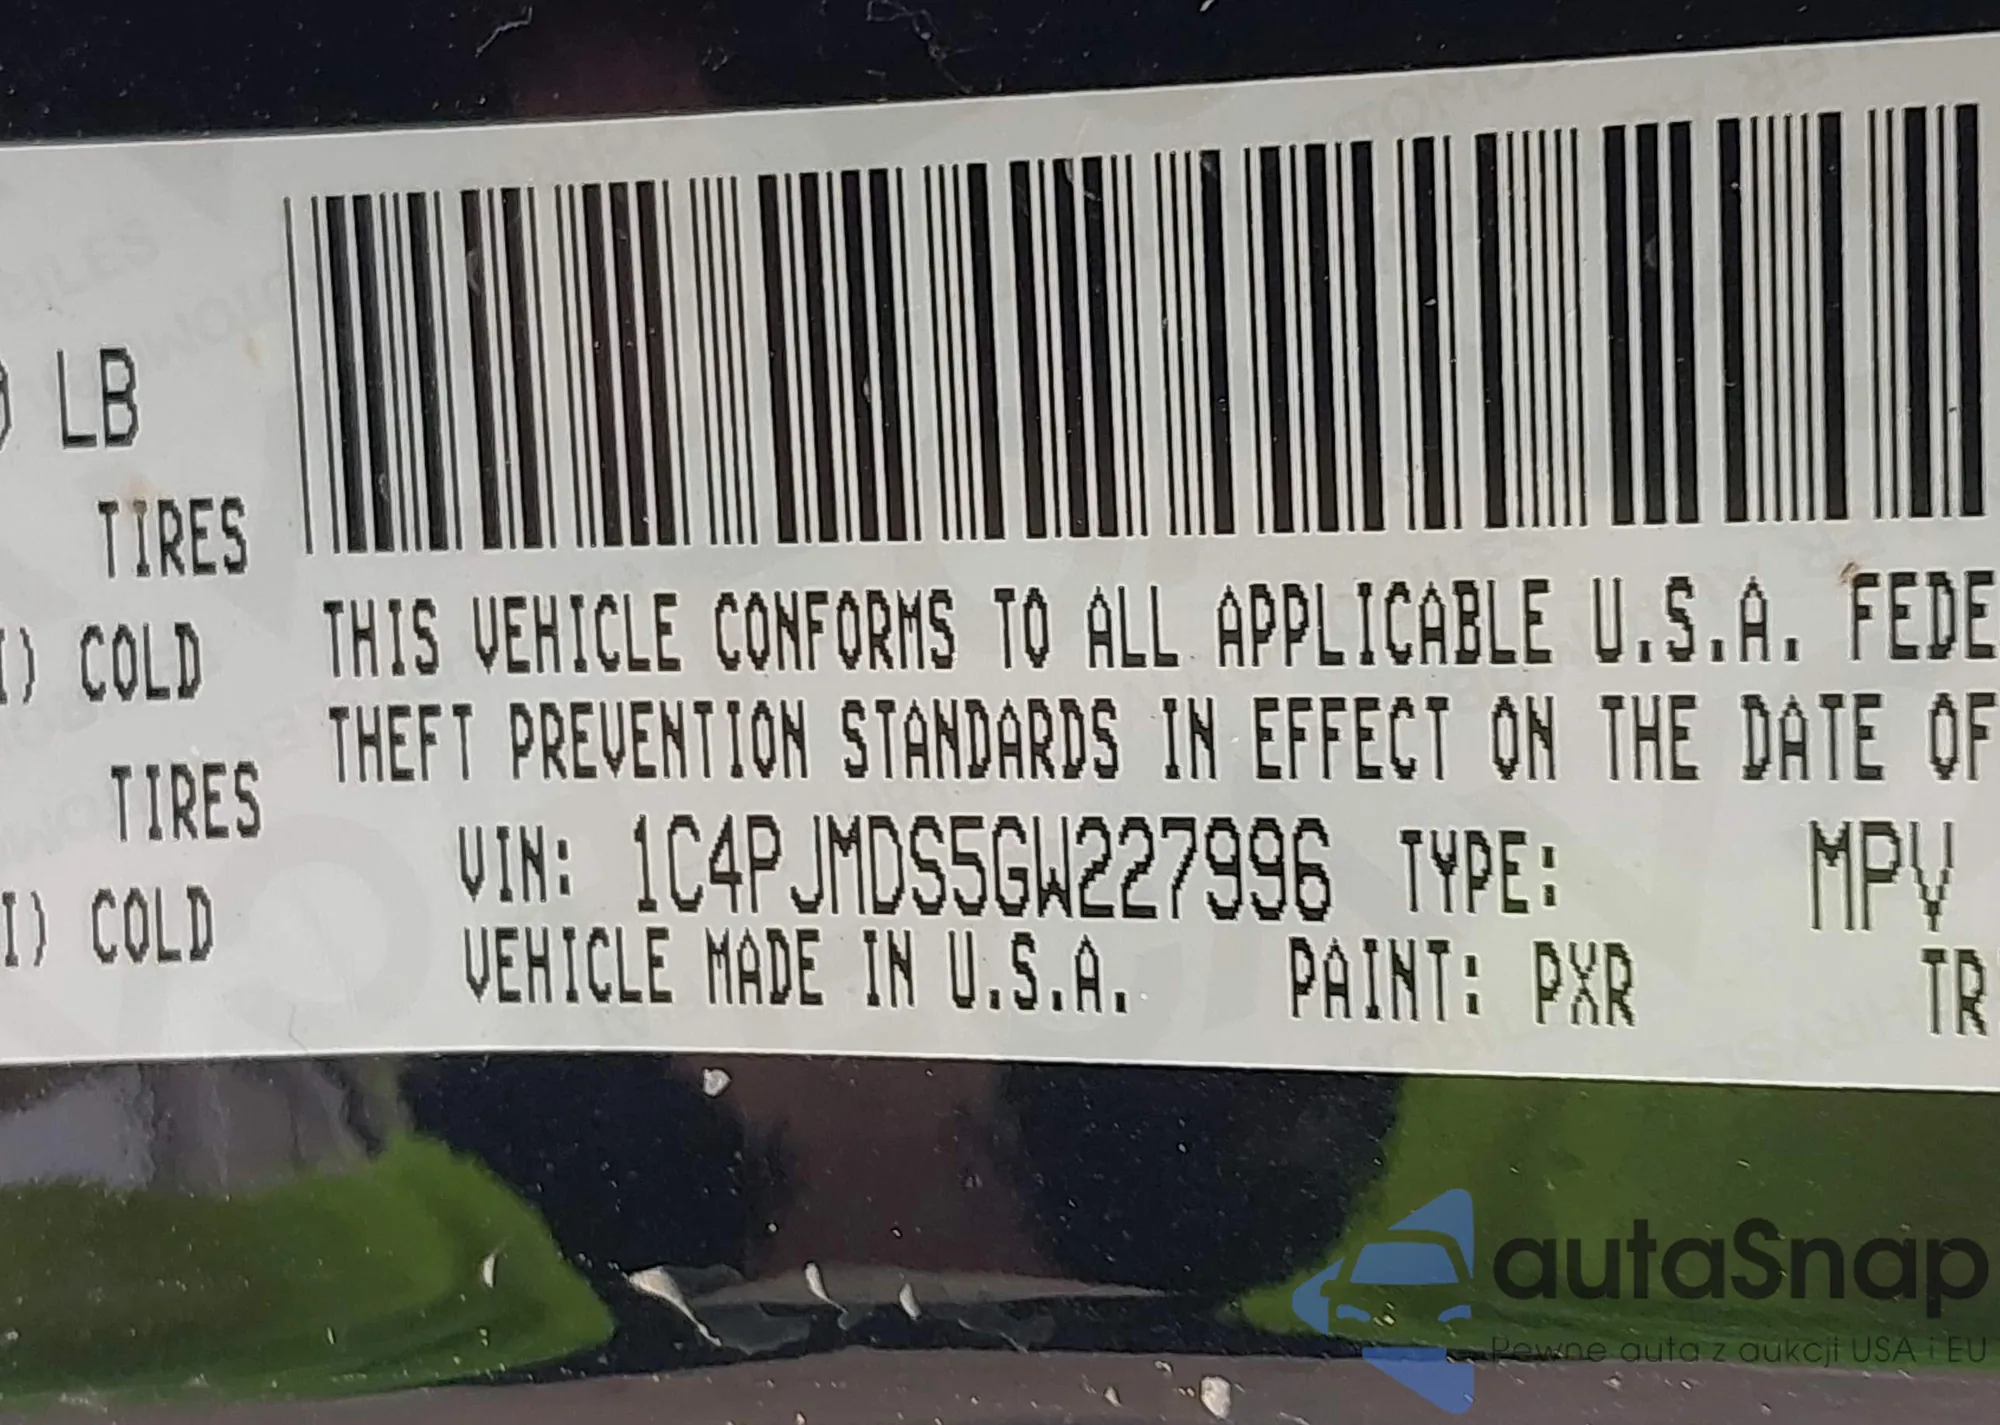 LB
TIRES
I) COLD
TIRES
I) COLD
THIS VEHICLE CONFORMS TO ALL APPLICABLE U.S.A. FEDE
THEFT PREVENTION STANDARDS IN EFFECT ON THE DATE OF
VIN: 1C4PJMDS5GW227996 TYPE: MPV
VEHICLE MADE IN U.S.A. PAINT: PXR TR
autaSnap
Pewne auta z aukcji USA i EU